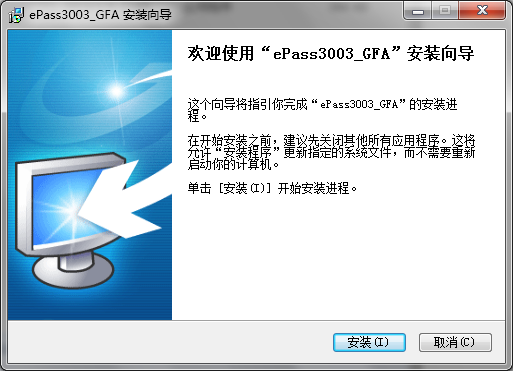 ePass3003_GFA 安装向导
欢迎使用“ePass3003_GFA”安装向导
这个向导将指引你完成“ePass3003_GFA”的安装进
程。
在开始安装之前，建议先关闭其他所有应用程序。这将
允许“安装程序”更新指定的系统文件，而不需要重新
启动你的计算机。
单击 [安装(I)] 开始安装进程。
安装(I)
取消(C)